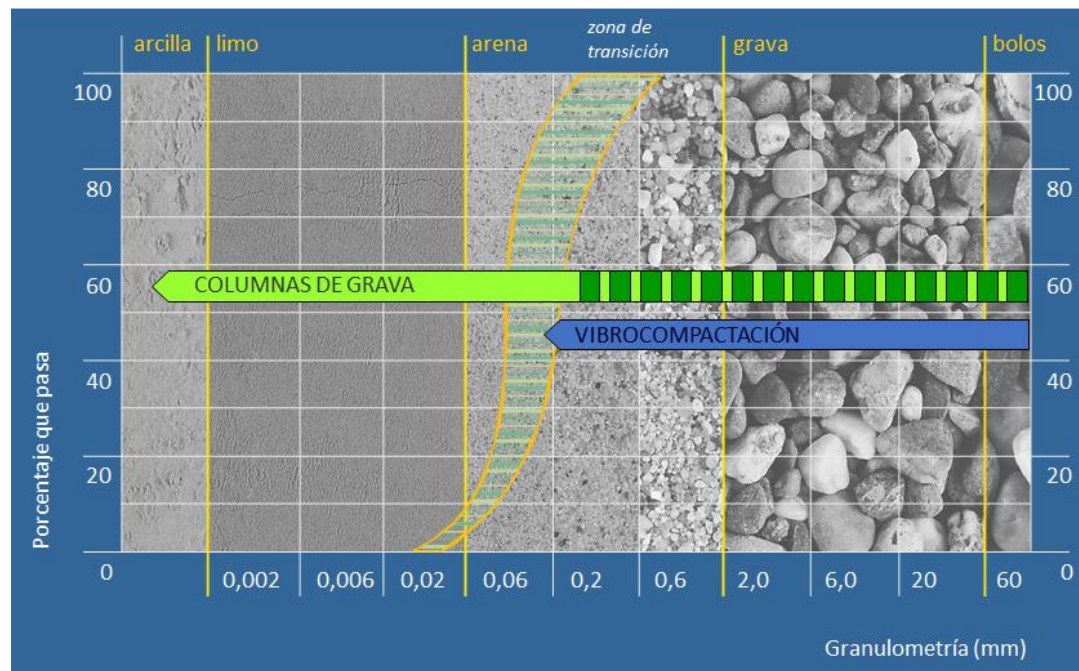 arcilla limo arena zona de transición grava bolos
100 100
80 80
60 60
COLUMNAS DE GRAVA
VIBROCOMPACTACIÓN
40 40
20 20
0 0
Porcentaje que pasa
0,002 0,006 0,02 0,06 0,2 0,6 2,0 6,0 20 60
Granulometría (mm)